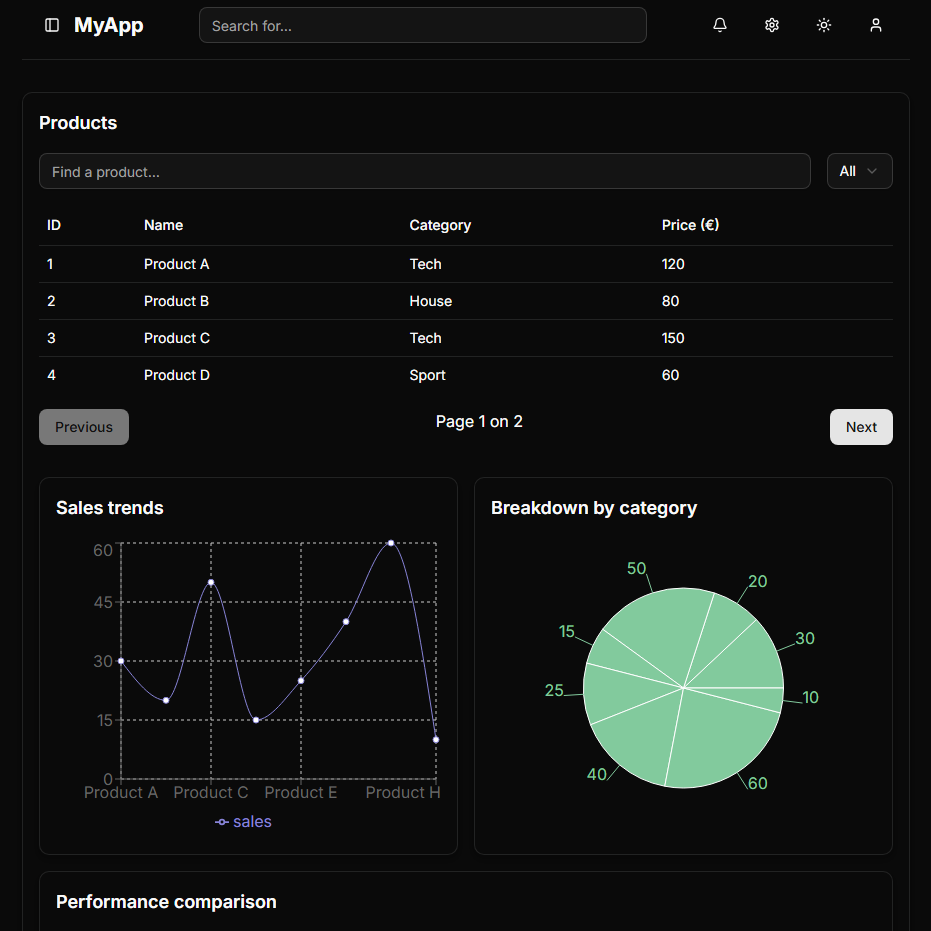 MyApp Search for...
Products
Find a product... All
ID Name Category Price (€)
1 Product A Tech 120
2 Product B House 80
3 Product C Tech 150
4 Product D Sport 60
Previous Page 1 on 2 Next
Sales trends
60
45
30
15
0
Product A Product C Product E Product H
sales
Breakdown by category
50
20
15
30
25
10
40
60
Performance comparison